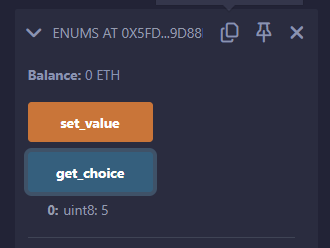 ENUMS AT 0X5FD...9D88
Balance: 0 ETH
set_value
get_choice
0: uint8: 5